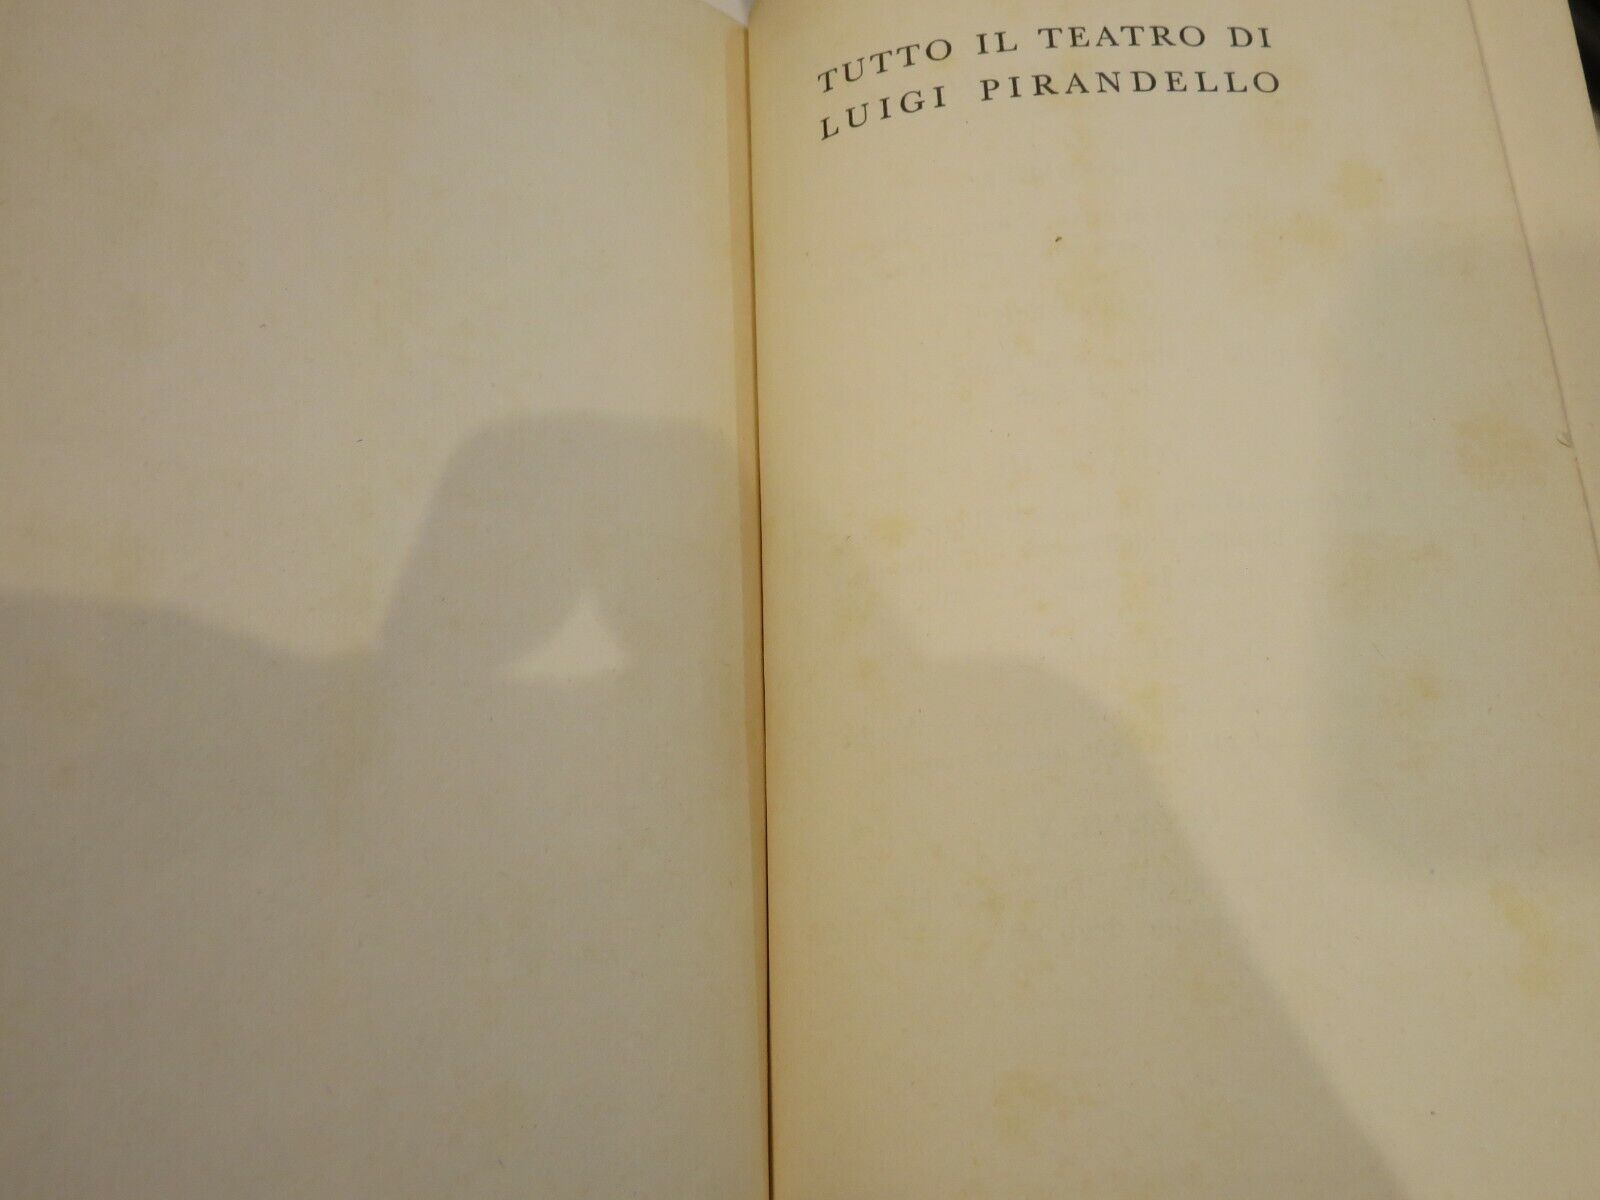 TUTTO IL TEATRO DI
LUIGI PIRANDELLO